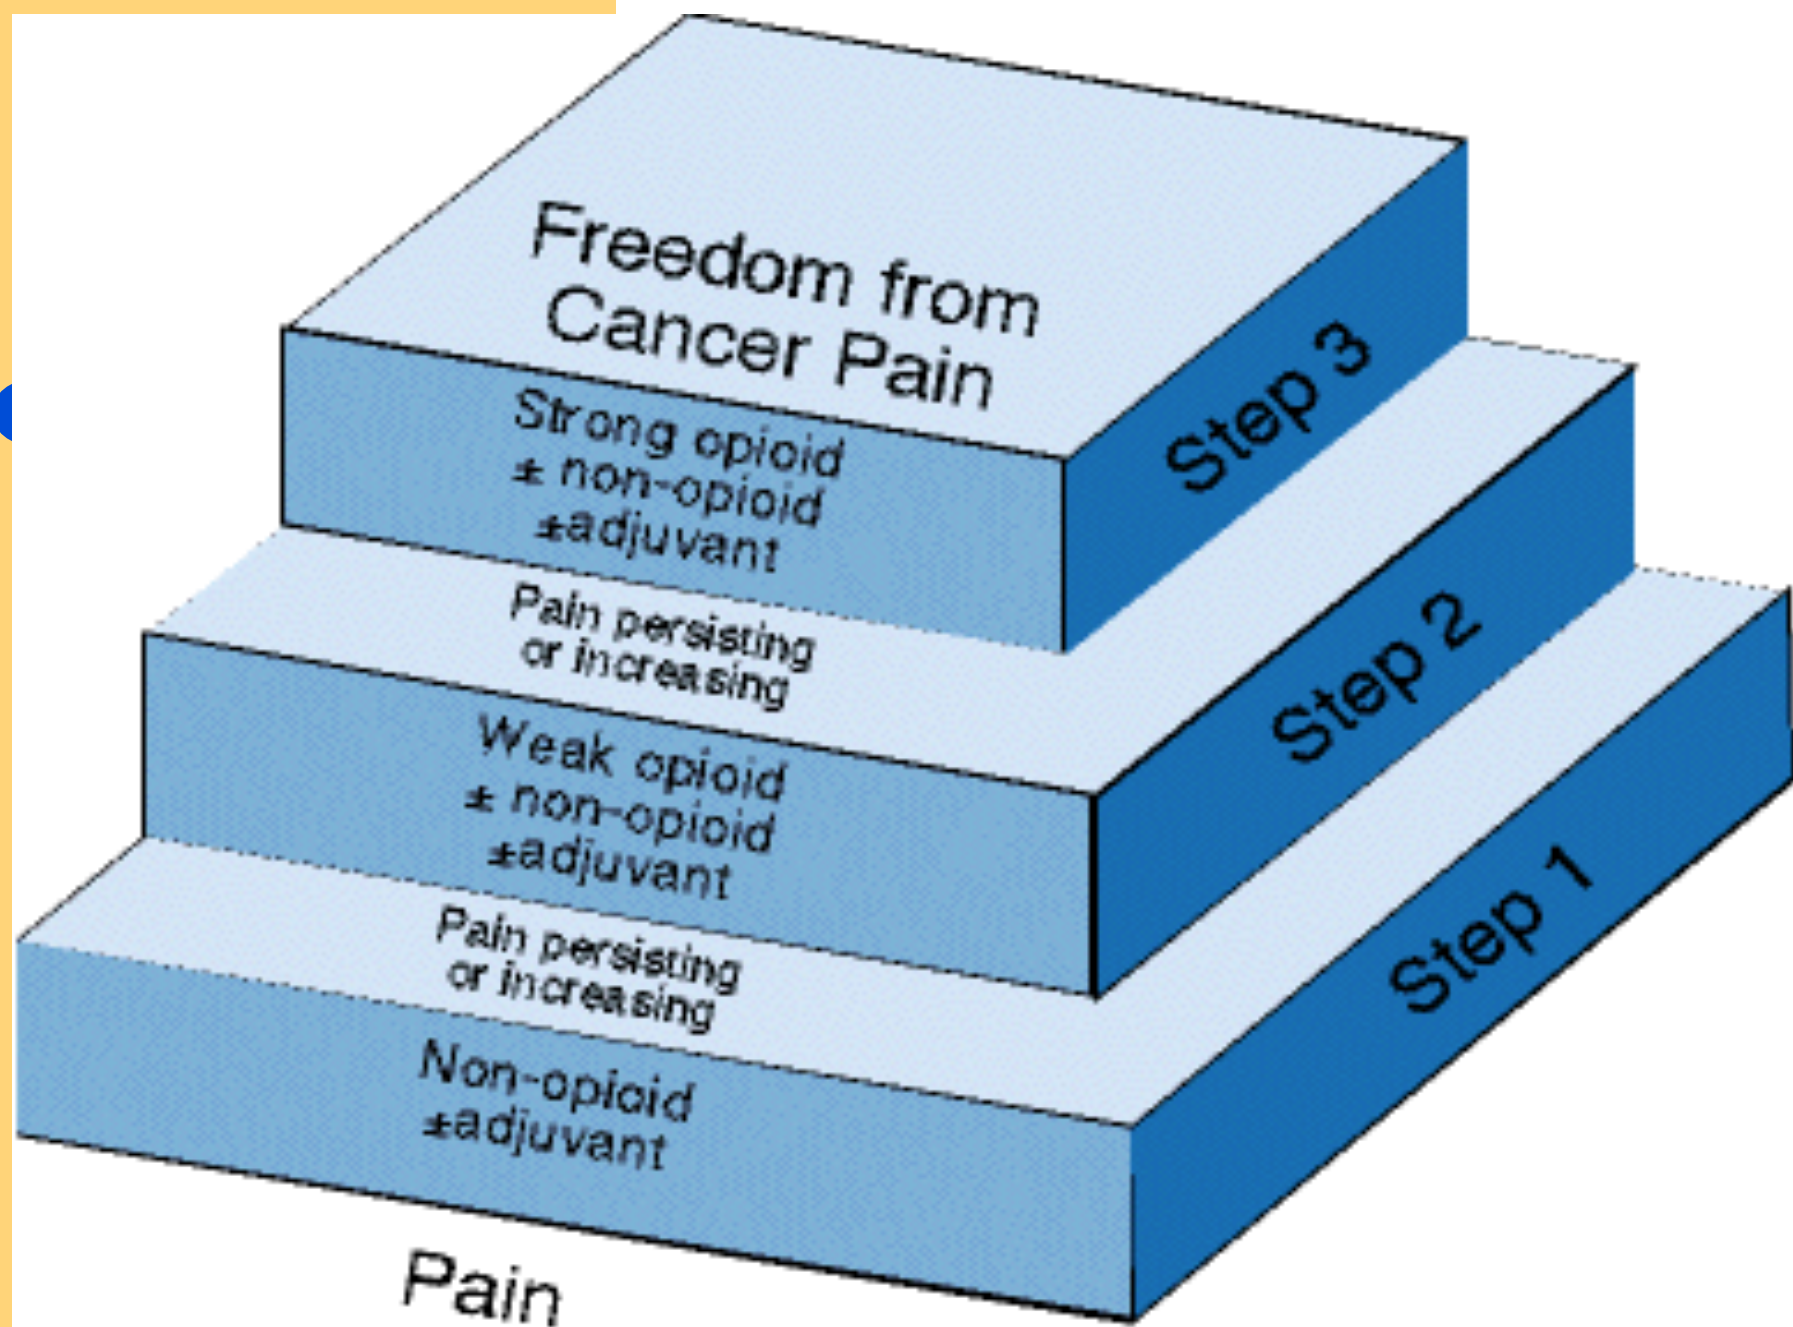 Freedom from
Cancer Pain
Strong opioid
± non-opioid
±adjuvant
Step 3
Pain persisting
or increasing
Weak opioid
± non-opioid
±adjuvant
Step 2
Pain persisting
or increasing
Non-opioid
±adjuvant
Step 1
Pain